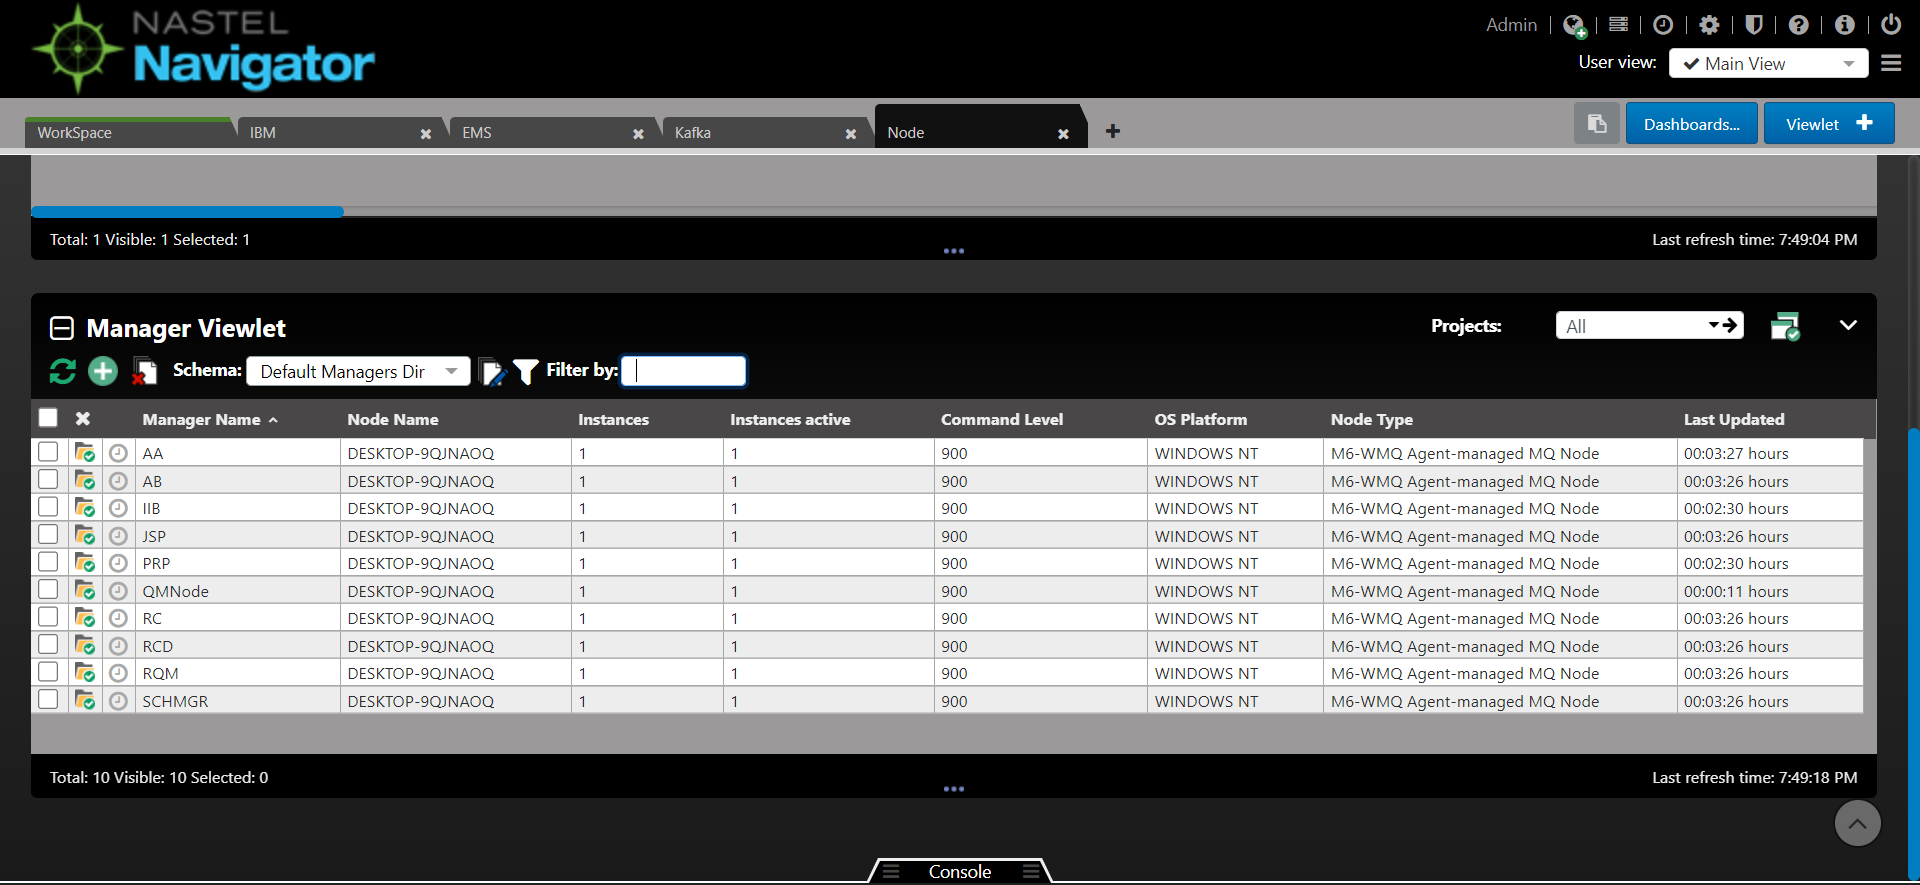 NASTEL
Navigator
Admin
User view: Main View
WorkSpace IBM EMS Kafka Node
Dashboards... Viewlet
Total: 1 Visible: 1 Selected: 1
Last refresh time: 7:49:04 PM
Manager Viewlet
Projects: All
Schema: Default Managers Dir Filter by:
Manager Name Node Name Instances Instances active Command Level OS Platform Node Type Last Updated
AA DESKTOP-9QJNAOQ 1 1 900 WINDOWS NT M6-WMQ Agent-managed MQ Node 00:03:27 hours
AB DESKTOP-9QJNAOQ 1 1 900 WINDOWS NT M6-WMQ Agent-managed MQ Node 00:03:26 hours
IIB DESKTOP-9QJNAOQ 1 1 900 WINDOWS NT M6-WMQ Agent-managed MQ Node 00:02:30 hours
JSP DESKTOP-9QJNAOQ 1 1 900 WINDOWS NT M6-WMQ Agent-managed MQ Node 00:03:26 hours
PRP DESKTOP-9QJNAOQ 1 1 900 WINDOWS NT M6-WMQ Agent-managed MQ Node 00:02:30 hours
QMNode DESKTOP-9QJNAOQ 1 1 900 WINDOWS NT M6-WMQ Agent-managed MQ Node 00:00:11 hours
RC DESKTOP-9QJNAOQ 1 1 900 WINDOWS NT M6-WMQ Agent-managed MQ Node 00:03:26 hours
RCD DESKTOP-9QJNAOQ 1 1 900 WINDOWS NT M6-WMQ Agent-managed MQ Node 00:03:26 hours
RQM DESKTOP-9QJNAOQ 1 1 900 WINDOWS NT M6-WMQ Agent-managed MQ Node 00:03:26 hours
SCHMGR DESKTOP-9QJNAOQ 1 1 900 WINDOWS NT M6-WMQ Agent-managed MQ Node 00:03:26 hours
Total: 10 Visible: 10 Selected: 0
Last refresh time: 7:49:18 PM
Console